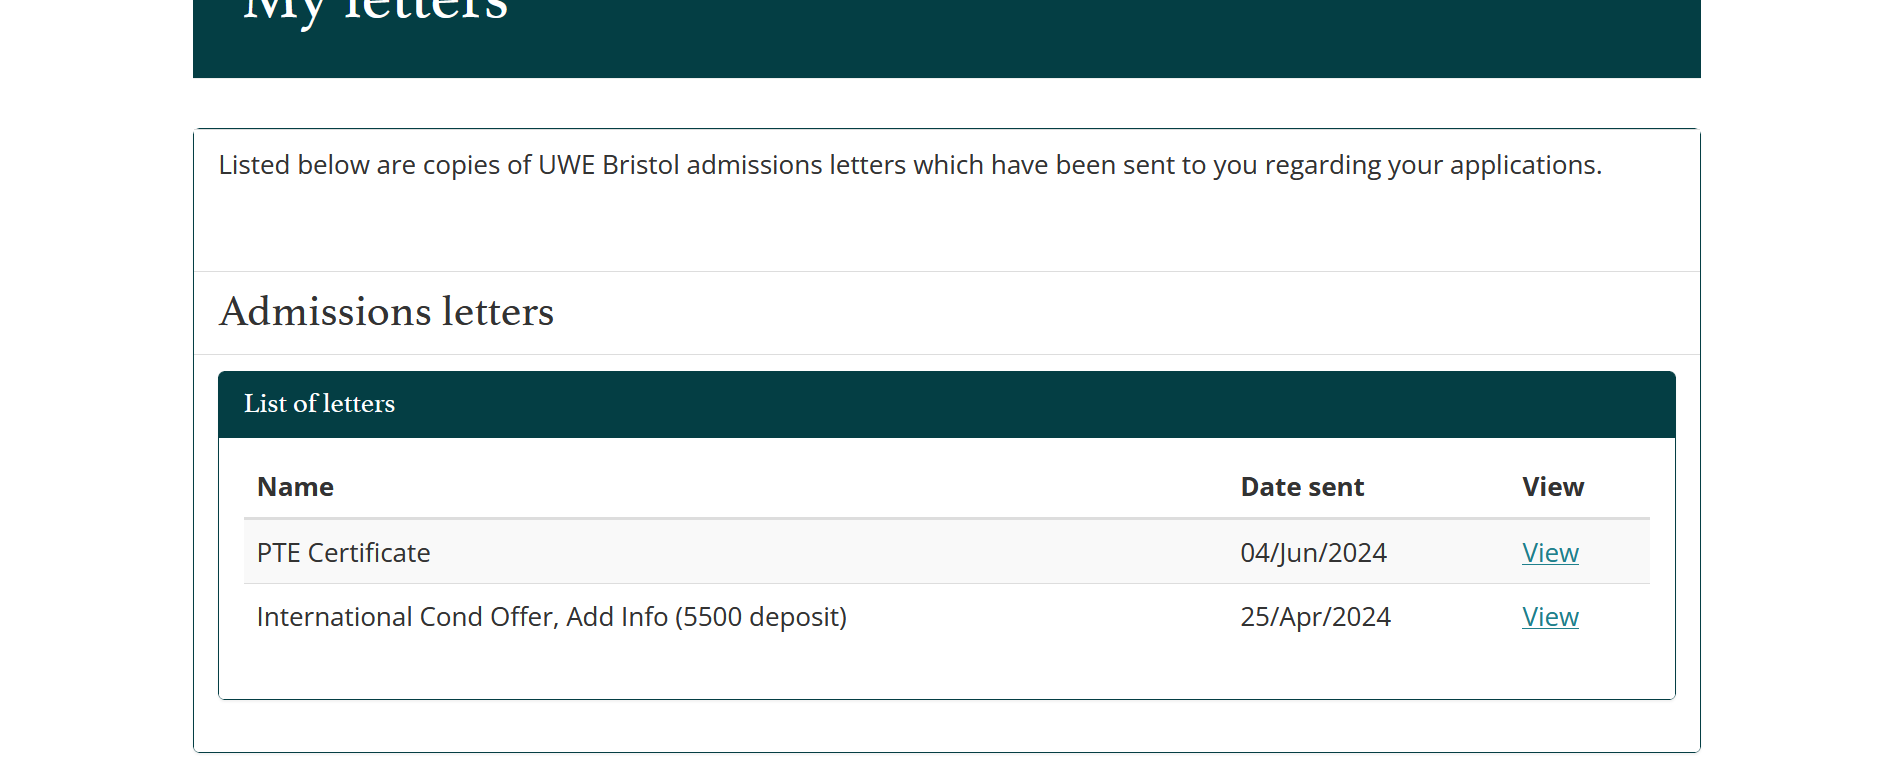 My letters
Listed below are copies of UWE Bristol admissions letters which have been sent to you regarding your applications.
Admissions letters
List of letters
Name Date sent View
PTE Certificate 04/Jun/2024 View
International Cond Offer, Add Info (5500 deposit) 25/Apr/2024 View